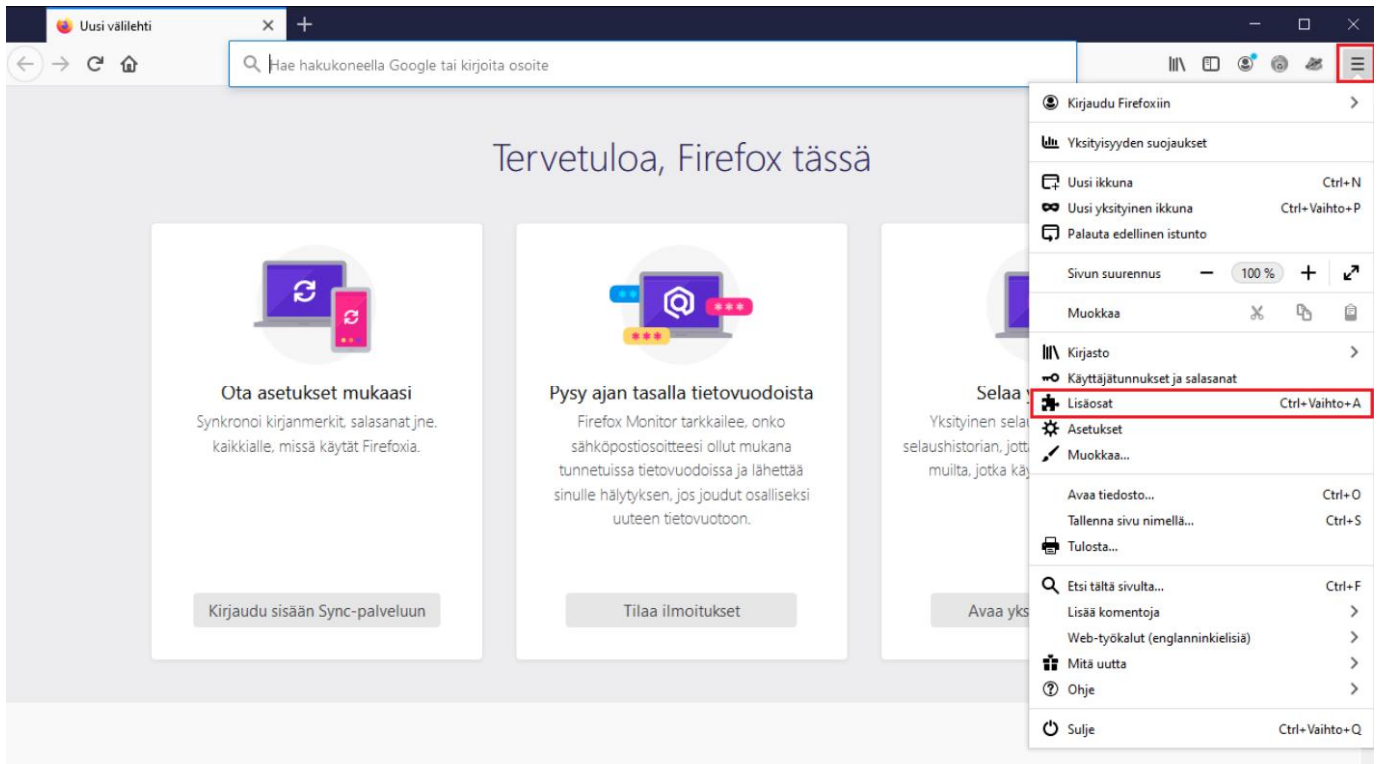 Uusi välilehti
Hae hakukoneella Google tai kirjoita osoite
Tervetuloa, Firefox tässä
Ota asetukset mukaasi
Synkronoi kirjanmerkit, salasanat jne.
kaikkialle, missä käytät Firefoxia.
Kirjaudu sisään Sync-palveluun
Pysy ajan tasalla tietovuodoista
Firefox Monitor tarkkailee, onko
sähköpostiosoitteesi ollut mukana
tunnetuissa tietovuodoissa ja lähettää
sinulle hälytyksen, jos joudut osalliseksi
uuteen tietovuotoon.
Tilaa ilmoitukset
Selaa
Yksityinen
selaushistorian,
muilta, jotka
Avaa
Kirjaudu Firefoxiin
Yksityisyyden suojaukset
Uusi ikkuna Ctrl+N
Uusi yksityinen ikkuna Ctrl+Vaihto+P
Palauta edellinen istunto
Sivun suurennus 100 %
Muokkaa
Kirjasto
Käyttäjätunnukset ja salasanat
Lisäosat Ctrl+Vaihto+A
Asetukset
Muokkaa...
Avaa tiedosto... Ctrl+O
Tallenna sivu nimellä... Ctrl+S
Tulosta...
Etsi tältä sivulta... Ctrl+F
Lisää komentoja
Web-työkalut (englanninkielisiä)
Mitä uutta
Ohje
Sulje Ctrl+Vaihto+Q